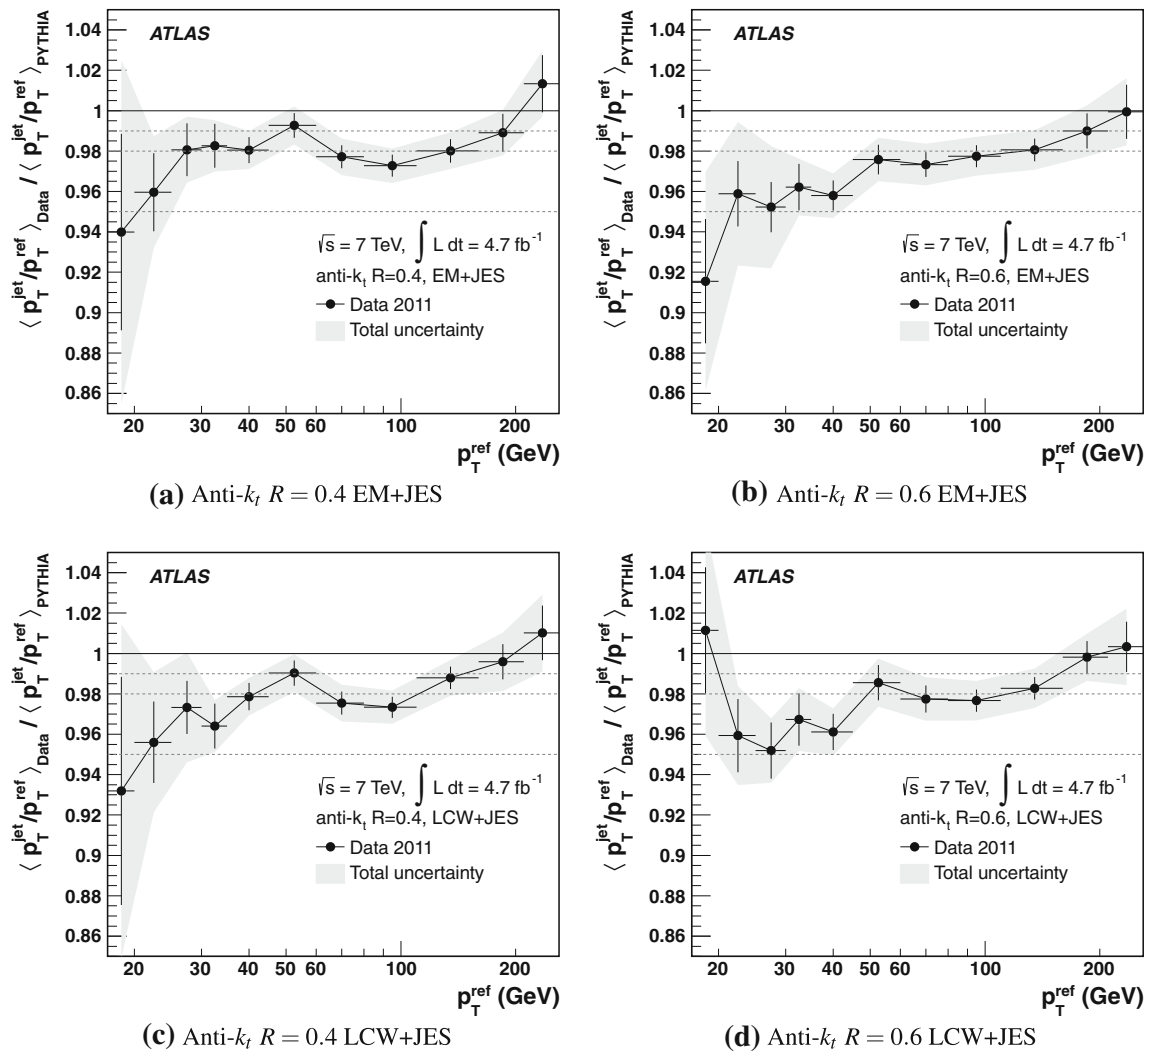 ⟨ p_T^jet/p_T^ref ⟩_Data / ⟨ p_T^jet/p_T^ref ⟩_PYTHIA
1.04
1.02
1
0.98
0.96
0.94
0.92
0.9
0.88
0.86
ATLAS
√s = 7 TeV, ∫ L dt = 4.7 fb^-1
anti-k_t R=0.4, EM+JES
Data 2011
Total uncertainty
20 30 40 50 60 100 200
p_T^ref (GeV)
(a) Anti-k_t R = 0.4 EM+JES
⟨ p_T^jet/p_T^ref ⟩_Data / ⟨ p_T^jet/p_T^ref ⟩_PYTHIA
1.04
1.02
1
0.98
0.96
0.94
0.92
0.9
0.88
0.86
ATLAS
√s = 7 TeV, ∫ L dt = 4.7 fb^-1
anti-k_t R=0.6, EM+JES
Data 2011
Total uncertainty
20 30 40 50 60 100 200
p_T^ref (GeV)
(b) Anti-k_t R = 0.6 EM+JES
⟨ p_T^jet/p_T^ref ⟩_Data / ⟨ p_T^jet/p_T^ref ⟩_PYTHIA
1.04
1.02
1
0.98
0.96
0.94
0.92
0.9
0.88
0.86
ATLAS
√s = 7 TeV, ∫ L dt = 4.7 fb^-1
anti-k_t R=0.4, LCW+JES
Data 2011
Total uncertainty
20 30 40 50 60 100 200
p_T^ref (GeV)
(c) Anti-k_t R = 0.4 LCW+JES
⟨ p_T^jet/p_T^ref ⟩_Data / ⟨ p_T^jet/p_T^ref ⟩_PYTHIA
1.04
1.02
1
0.98
0.96
0.94
0.92
0.9
0.88
0.86
ATLAS
√s = 7 TeV, ∫ L dt = 4.7 fb^-1
anti-k_t R=0.6, LCW+JES
Data 2011
Total uncertainty
20 30 40 50 60 100 200
p_T^ref (GeV)
(d) Anti-k_t R = 0.6 LCW+JES